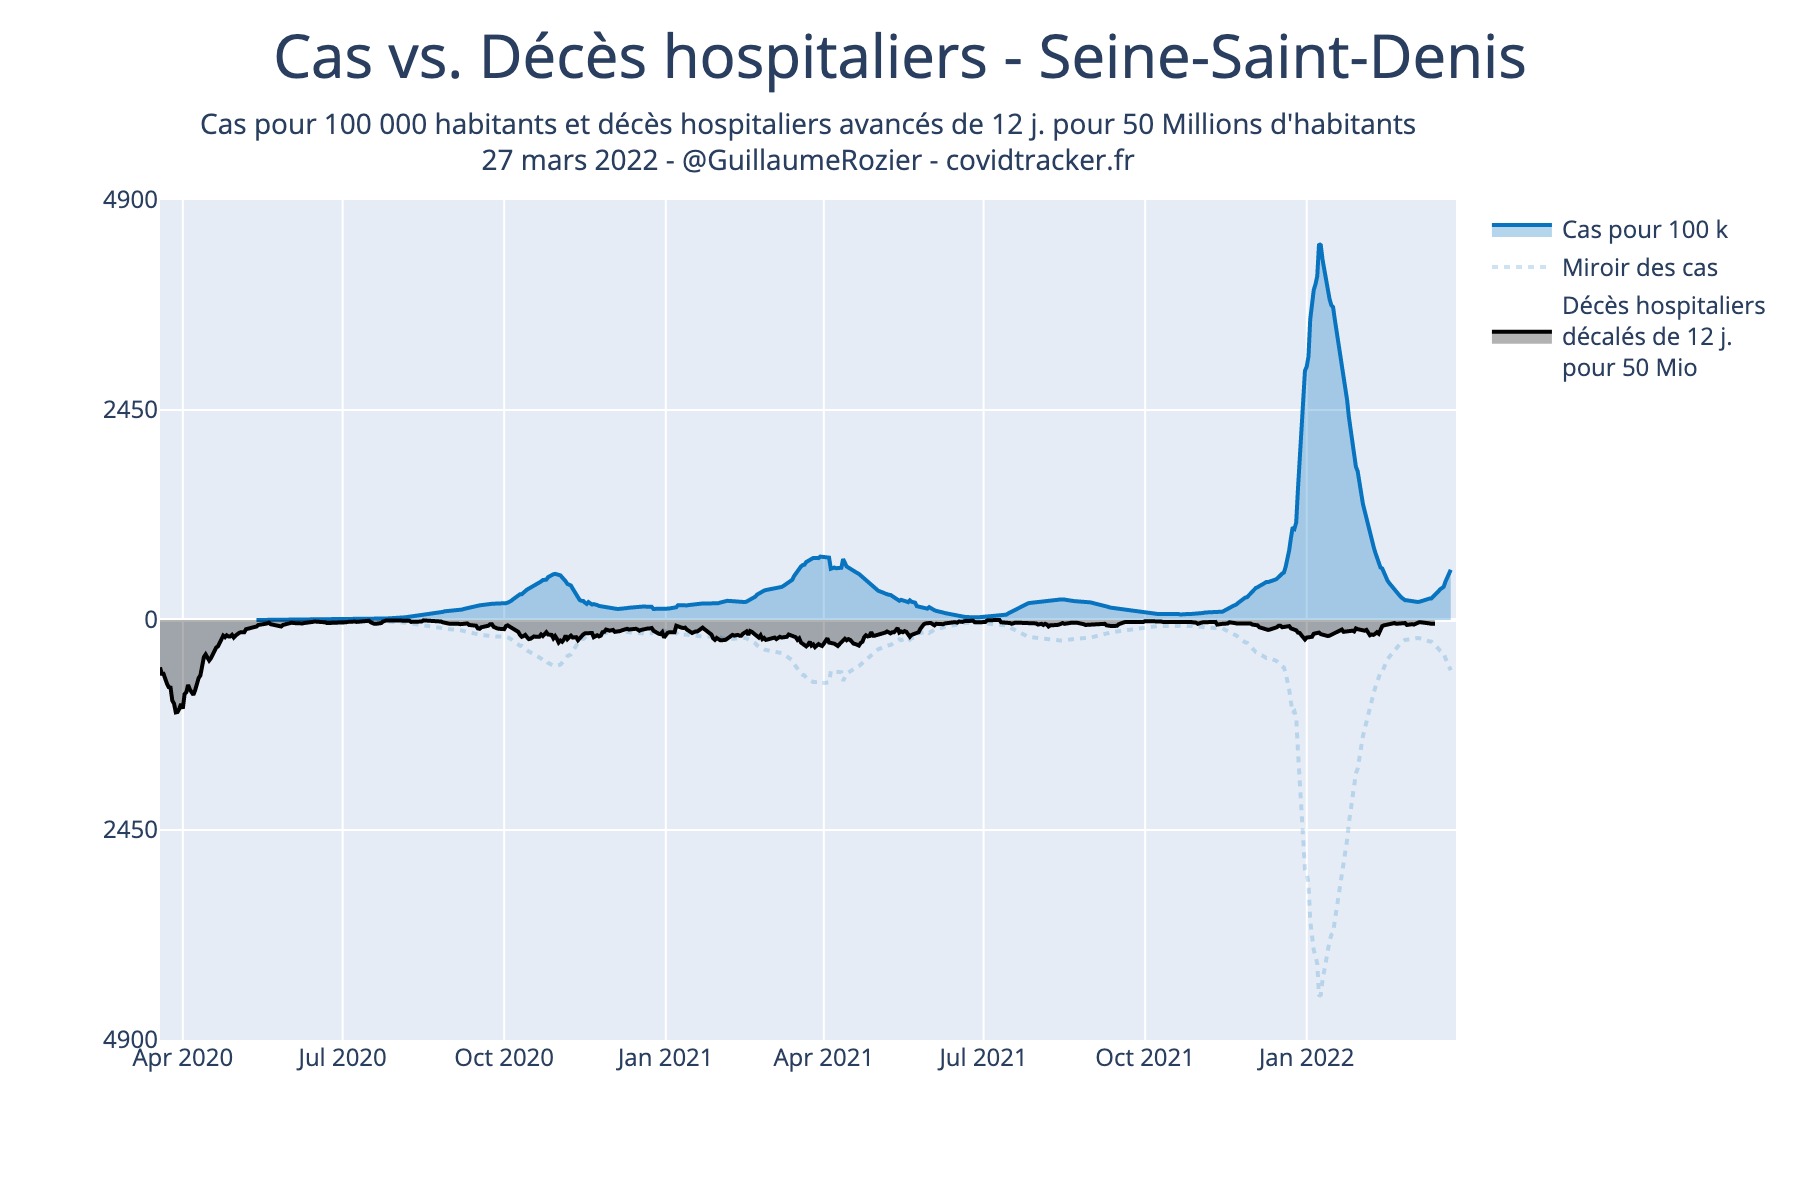 Cas vs. Décès hospitaliers - Seine-Saint-Denis
Cas pour 100 000 habitants et décès hospitaliers avancés de 12 j. pour 50 Millions d'habitants
27 mars 2022 - @GuillaumeRozier - covidtracker.fr
4900
2450
0
2450
4900
Apr 2020
Jul 2020
Oct 2020
Jan 2021
Apr 2021
Jul 2021
Oct 2021
Jan 2022
Cas pour 100 k
Miroir des cas
Décès hospitaliers
décalés de 12 j.
pour 50 Mio